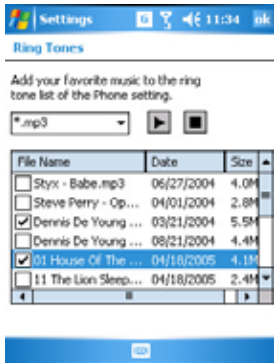 Settings 11:34 ok
Ring Tones
Add your favorite music to the ring
tone list of the Phone setting.
*.mp3
File Name Date Size
Styx - Babe.mp3 06/27/2004 4.0M
Steve Perry - Op... 04/01/2004 2.8M
Dennis De Young ... 03/21/2004 5.5M
Dennis De Young ... 08/21/2004 4.4M
01 House Of The ... 04/18/2005 4.1M
11 The Lion Sleep... 04/18/2005 2.4M